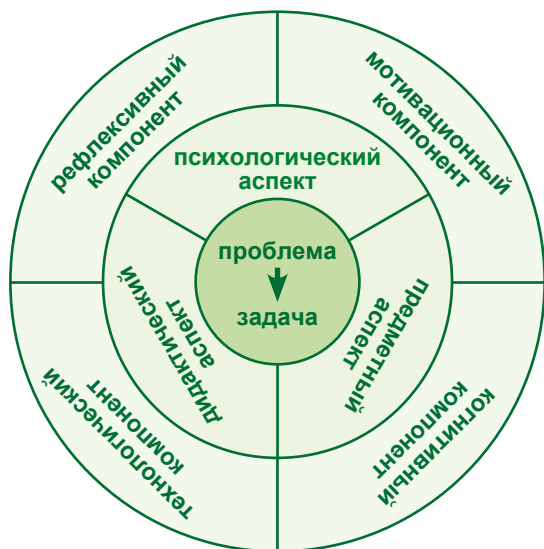 рефлексивный
компонент
мотивационный
компонент
психологический
аспект
проблема
задача
дидактический
аспект
предметный
аспект
технологический
компонент
когнитивный
компонент